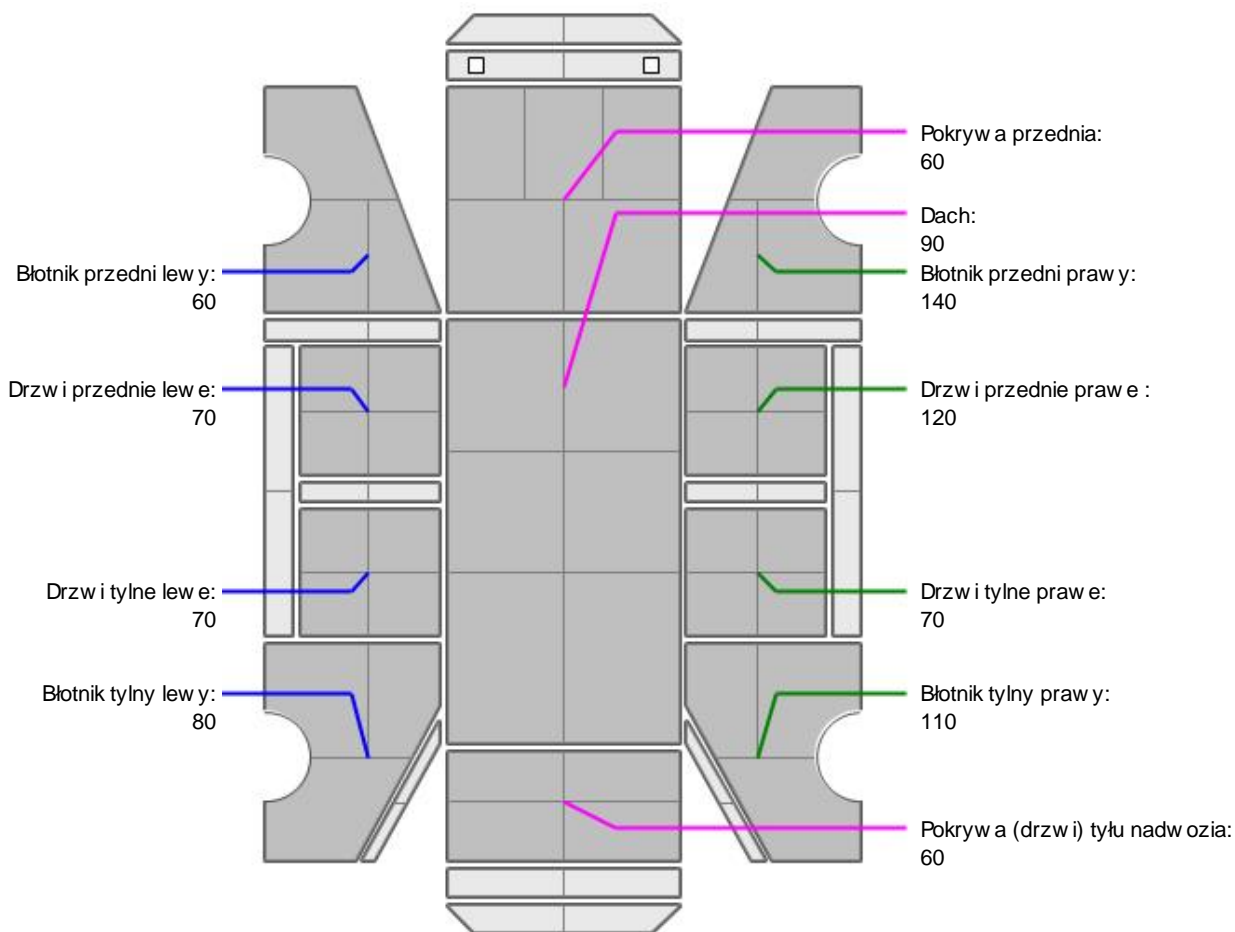 Pokrywa przednia:
60
Dach:
90
Błotnik przedni lewy:
60
Błotnik przedni prawy:
140
Drzwi przednie lewe:
70
Drzwi przednie prawe :
120
Drzwi tylne lewe:
70
Drzwi tylne prawe:
70
Błotnik tylny lewy:
80
Błotnik tylny prawy:
110
Pokrywa (drzwi) tyłu nadwozia:
60